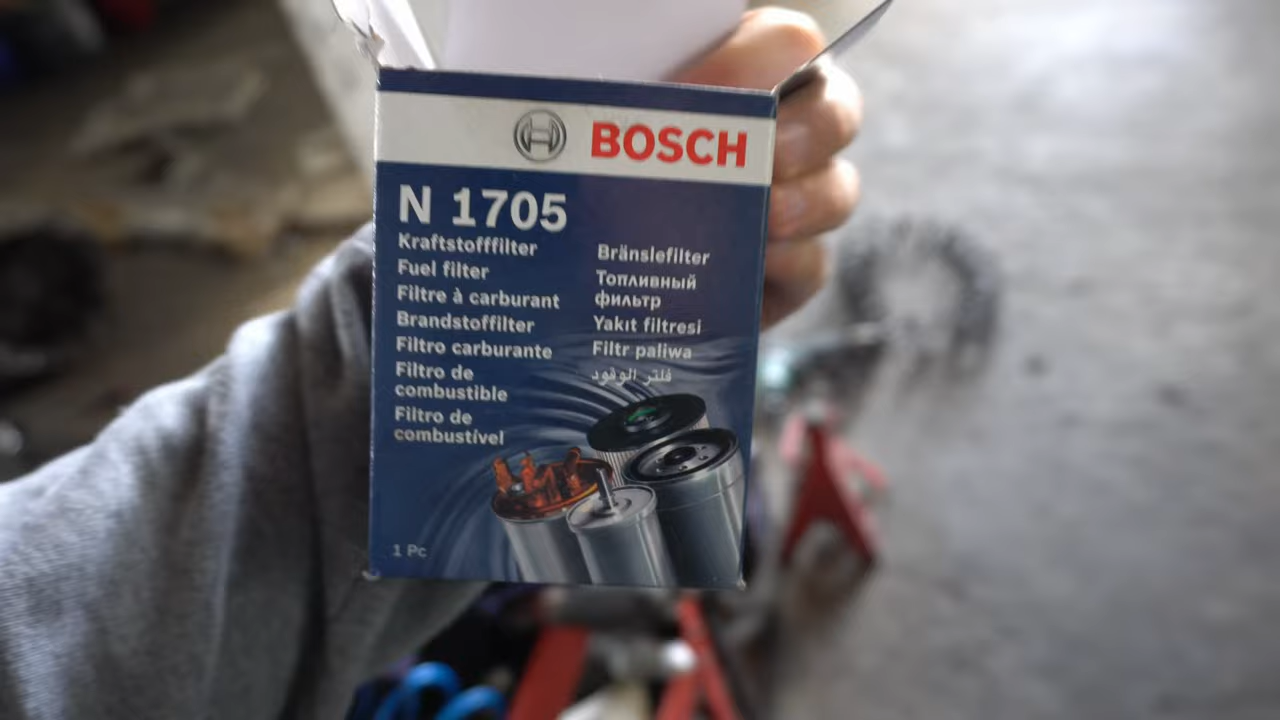 BOSCH
N 1705
Kraftstofffilter
Fuel filter
Filtre à carburant
Brandstoffilter
Filtro carburante
Filtro de
combustible
Filtro de
combustível
Bränslefilter
Топливный
фильтр
Yakıt filtresi
Filtr paliwa
فلتر الوقود
1 Pc